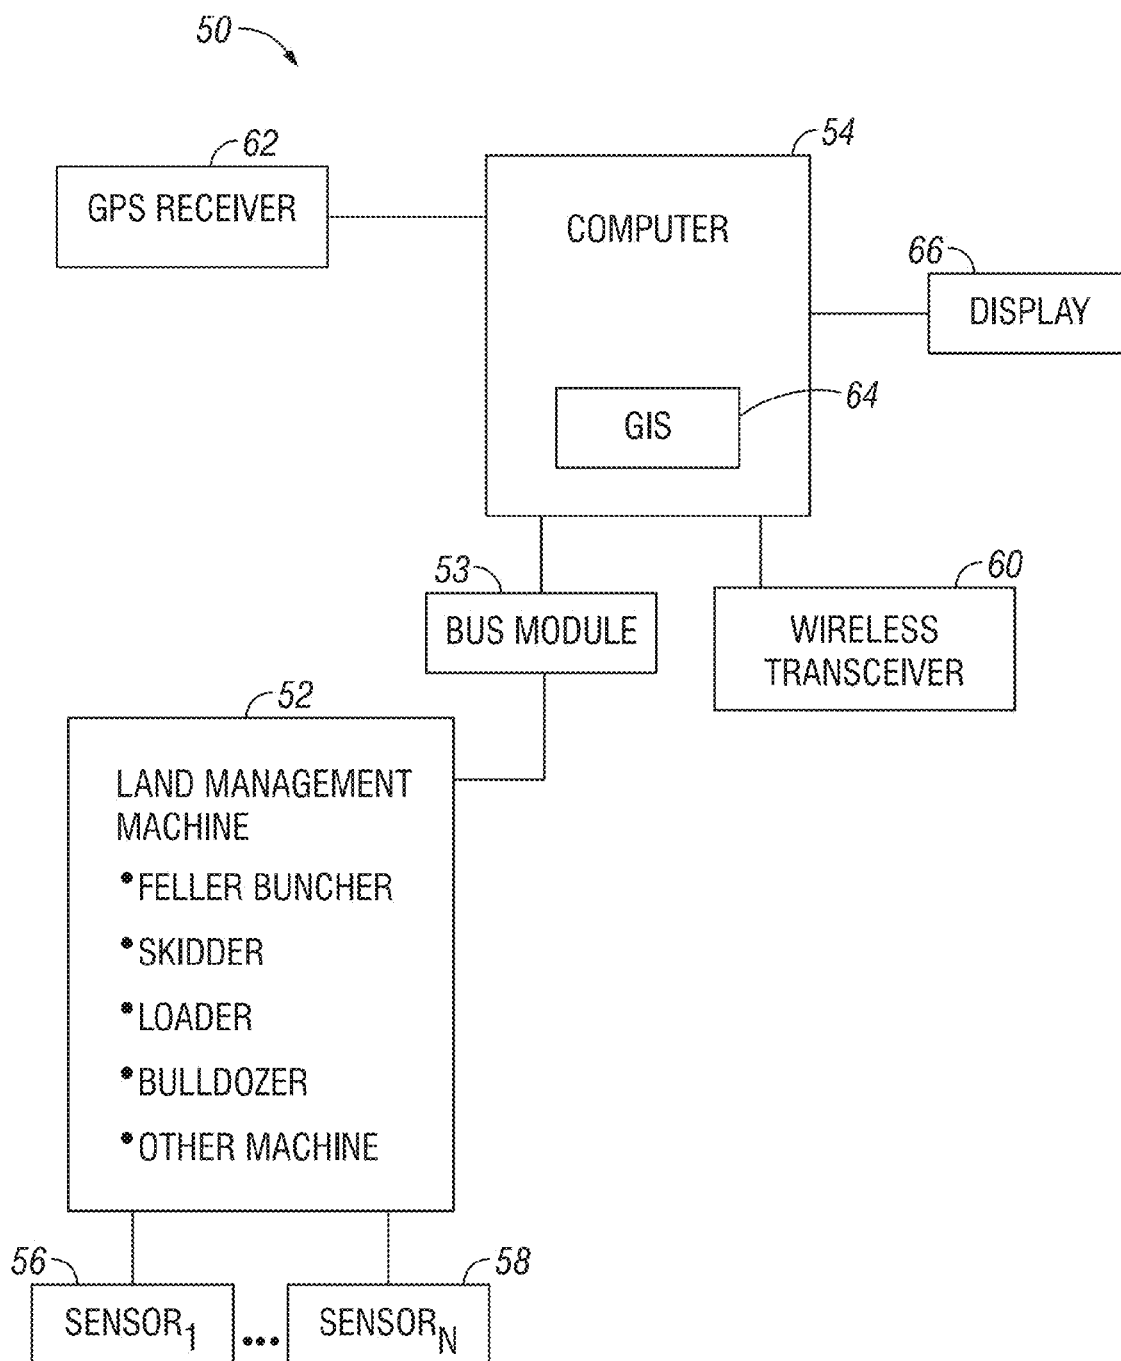 50
62
GPS RECEIVER
54
COMPUTER
66
DISPLAY
64
GIS
53
BUS MODULE
60
WIRELESS
TRANSCEIVER
52
LAND MANAGEMENT
MACHINE
•FELLER BUNCHER
•SKIDDER
•LOADER
•BULLDOZER
•OTHER MACHINE
56
SENSOR1
•••
58
SENSORN